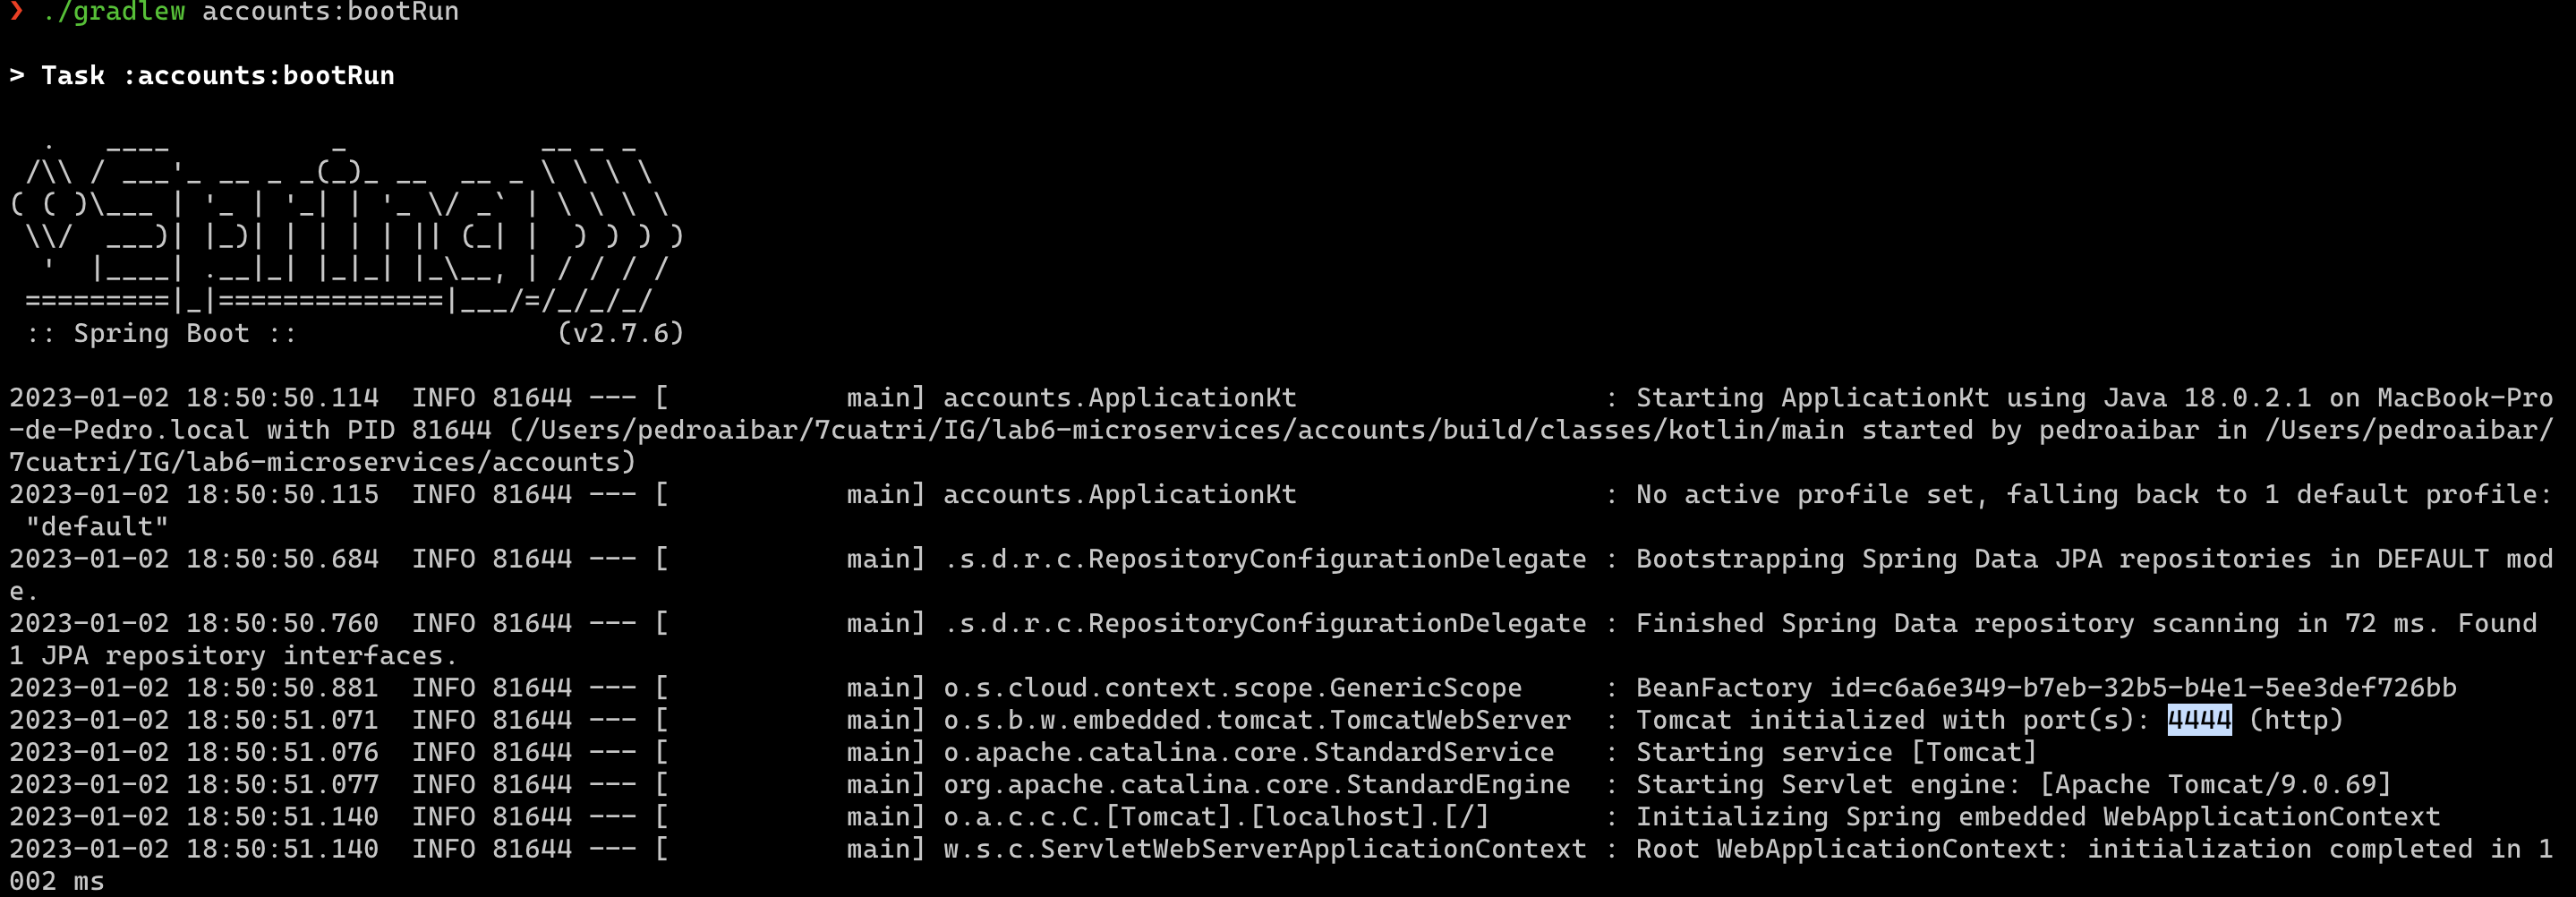 ❯ ./gradlew accounts:bootRun

> Task :accounts:bootRun

  .   ____          _            __ _ _
 /\\ / ___'_ __ _ _(_)_ __  __ _ \ \ \ \
( ( )\___ | '_ | '_| | '_ \/ _` | \ \ \ \
 \\/  ___)| |_)| | | | | || (_| |  ) ) ) )
  '  |____| .__|_| |_|_| |_\__, | / / / /
 =========|_|==============|___/=/_/_/_/
 :: Spring Boot ::                (v2.7.6)

2023-01-02 18:50:50.114  INFO 81644 --- [           main] accounts.ApplicationKt                   : Starting ApplicationKt using Java 18.0.2.1 on MacBook-Pro
-de-Pedro.local with PID 81644 (/Users/pedroaibar/7cuatri/IG/lab6-microservices/accounts/build/classes/kotlin/main started by pedroaibar in /Users/pedroaibar/
7cuatri/IG/lab6-microservices/accounts)
2023-01-02 18:50:50.115  INFO 81644 --- [           main] accounts.ApplicationKt                   : No active profile set, falling back to 1 default profile:
 "default"
2023-01-02 18:50:50.684  INFO 81644 --- [           main] .s.d.r.c.RepositoryConfigurationDelegate : Bootstrapping Spring Data JPA repositories in DEFAULT mod
e.
2023-01-02 18:50:50.760  INFO 81644 --- [           main] .s.d.r.c.RepositoryConfigurationDelegate : Finished Spring Data repository scanning in 72 ms. Found
1 JPA repository interfaces.
2023-01-02 18:50:50.881  INFO 81644 --- [           main] o.s.cloud.context.scope.GenericScope     : BeanFactory id=c6a6e349-b7eb-32b5-b4e1-5ee3def726bb
2023-01-02 18:50:51.071  INFO 81644 --- [           main] o.s.b.w.embedded.tomcat.TomcatWebServer  : Tomcat initialized with port(s): 4444 (http)
2023-01-02 18:50:51.076  INFO 81644 --- [           main] o.apache.catalina.core.StandardService   : Starting service [Tomcat]
2023-01-02 18:50:51.077  INFO 81644 --- [           main] org.apache.catalina.core.StandardEngine  : Starting Servlet engine: [Apache Tomcat/9.0.69]
2023-01-02 18:50:51.140  INFO 81644 --- [           main] o.a.c.c.C.[Tomcat].[localhost].[/]       : Initializing Spring embedded WebApplicationContext
2023-01-02 18:50:51.140  INFO 81644 --- [           main] w.s.c.ServletWebServerApplicationContext : Root WebApplicationContext: initialization completed in 1
002 ms